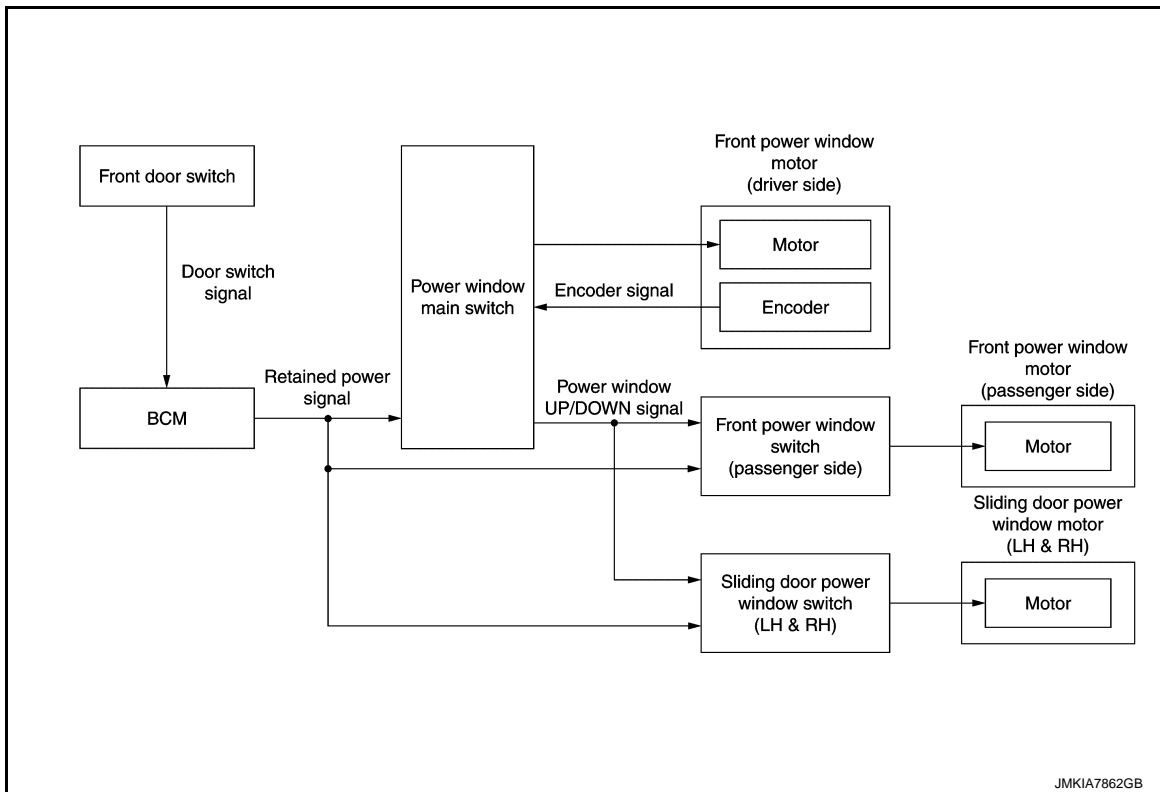 Front door switch
Door switch
signal
BCM
Retained power
signal
Power window
main switch
Front power window
motor
(driver side)
Motor
Encoder signal
Encoder
Power window
UP/DOWN signal
Front power window
switch
(passenger side)
Front power window
motor
(passenger side)
Motor
Sliding door power
window switch
(LH & RH)
Sliding door power
window motor
(LH & RH)
Motor
JMKIA7862GB